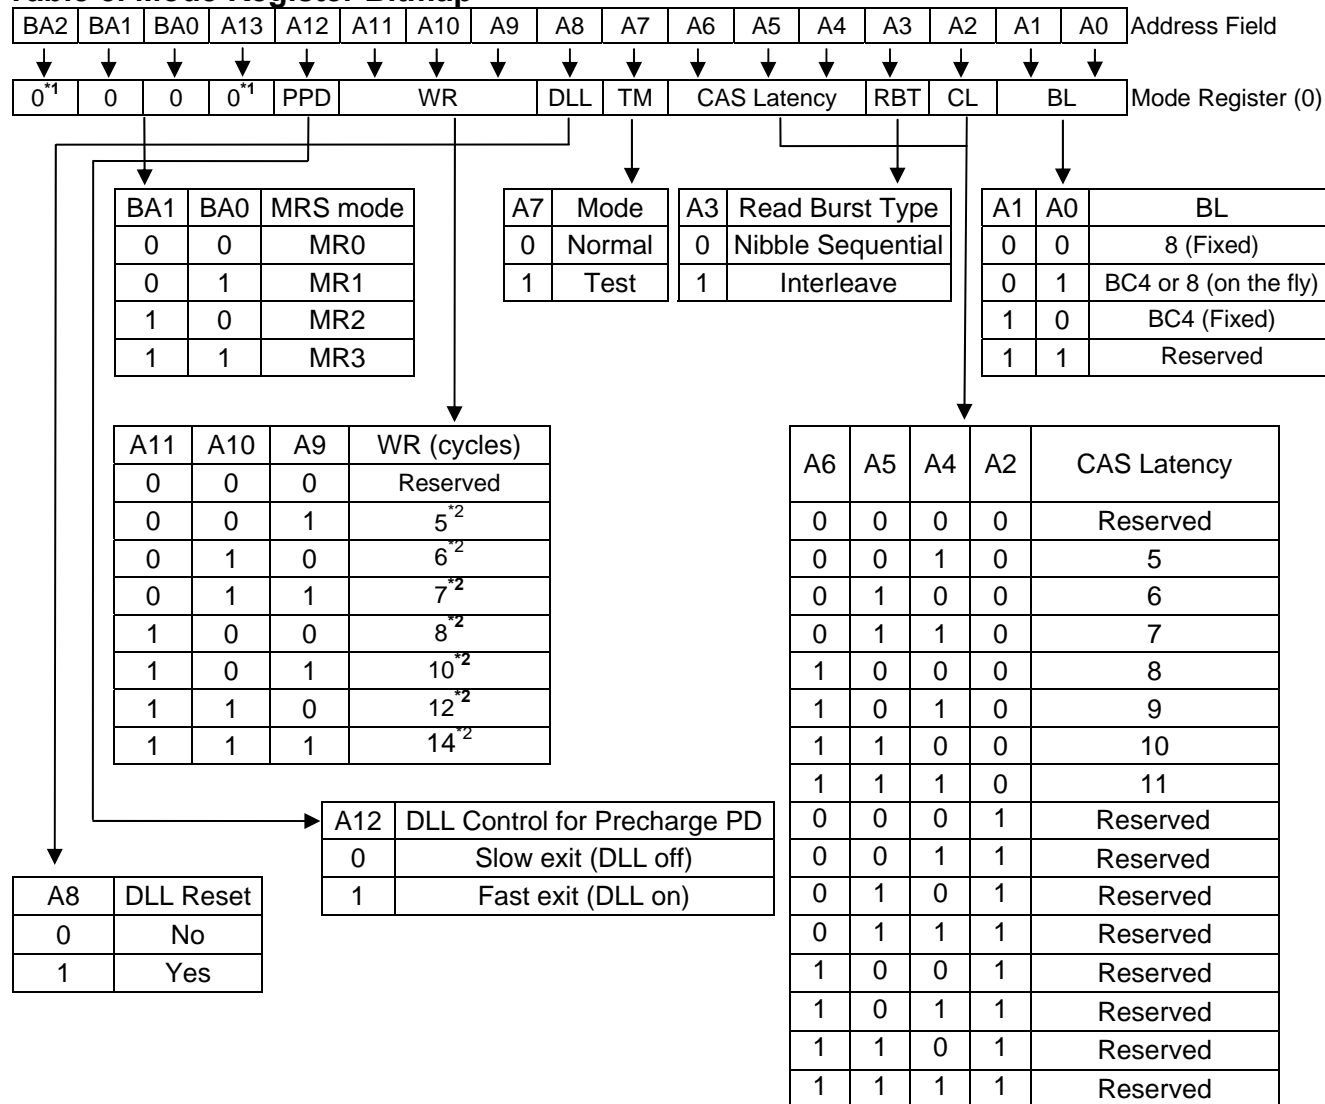 BA2 BA1 BA0 A13 A12 A11 A10 A9 A8 A7 A6 A5 A4 A3 A2 A1 A0 Address Field
0*1 0 0 0*1 PPD WR DLL TM CAS Latency RBT CL BL Mode Register (0)
BA1 BA0 MRS mode
0 0 MR0
0 1 MR1
1 0 MR2
1 1 MR3
A7 Mode
0 Normal
1 Test
A3 Read Burst Type
0 Nibble Sequential
1 Interleave
A1 A0 BL
0 0 8 (Fixed)
0 1 BC4 or 8 (on the fly)
1 0 BC4 (Fixed)
1 1 Reserved
A11 A10 A9 WR (cycles)
0 0 0 Reserved
0 0 1 5*2
0 1 0 6*2
0 1 1 7*2
1 0 0 8*2
1 0 1 10*2
1 1 0 12*2
1 1 1 14*2
A6 A5 A4 A2 CAS Latency
0 0 0 0 Reserved
0 0 1 0 5
0 1 0 0 6
0 1 1 0 7
1 0 0 0 8
1 0 1 0 9
1 1 0 0 10
1 1 1 0 11
0 0 0 1 Reserved
0 0 1 1 Reserved
0 1 0 1 Reserved
0 1 1 1 Reserved
1 0 0 1 Reserved
1 0 1 1 Reserved
1 1 0 1 Reserved
1 1 1 1 Reserved
A12 DLL Control for Precharge PD
0 Slow exit (DLL off)
1 Fast exit (DLL on)
A8 DLL Reset
0 No
1 Yes